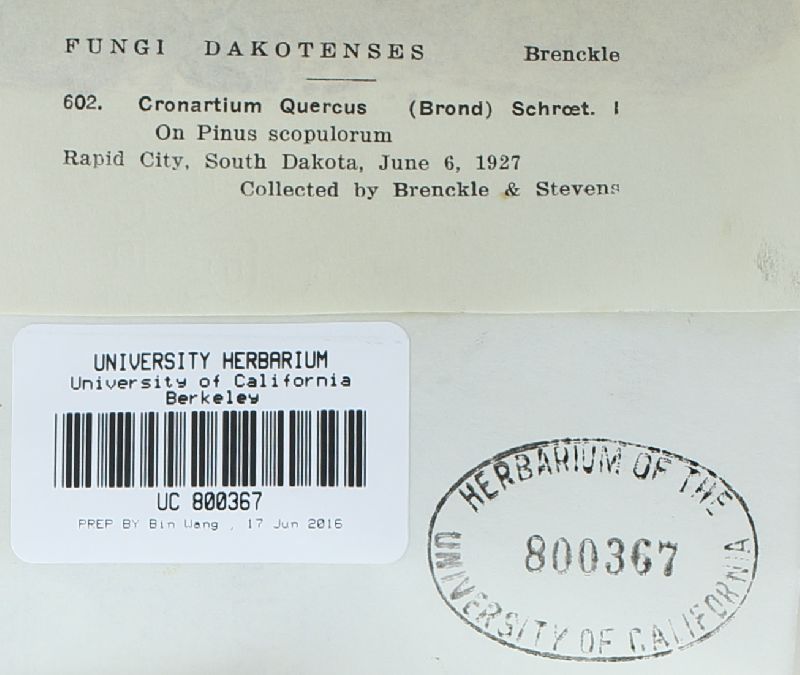 FUNGI DAKOTENSES Brenckle
602. Cronartium Quercus (Brond) Schrœt. I
On Pinus scopulorum
Rapid City, South Dakota, June 6, 1927
Collected by Brenckle & Stevens
UNIVERSITY HERBARIUM
University of California
Berkeley
UC 800367
PREP BY Bin Wang , 17 Jun 2016
HERBARIUM OF THE
800367
UNIVERSITY OF CALIFORNIA